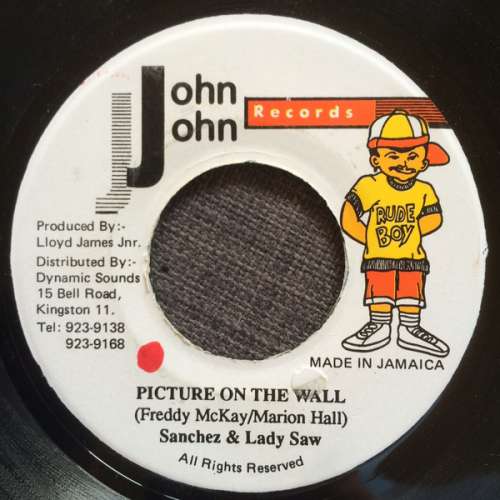 John
John
Records
RUDE
BOY
Produced By:-
Lloyd James Jnr.
Distributed By:-
Dynamic Sounds
15 Bell Road,
Kingston 11.
Tel: 923-9138
923-9168
MADE IN JAMAICA
PICTURE ON THE WALL
(Freddy McKay/Marion Hall)
Sanchez & Lady Saw
All Rights Reserved